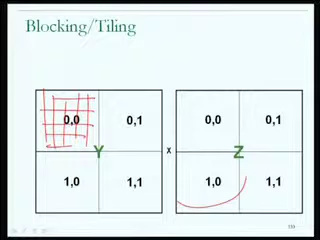 Blocking/Tiling
0,0 0,1 0,0 0,1
Y x Z
1,0 1,1 1,0 1,1